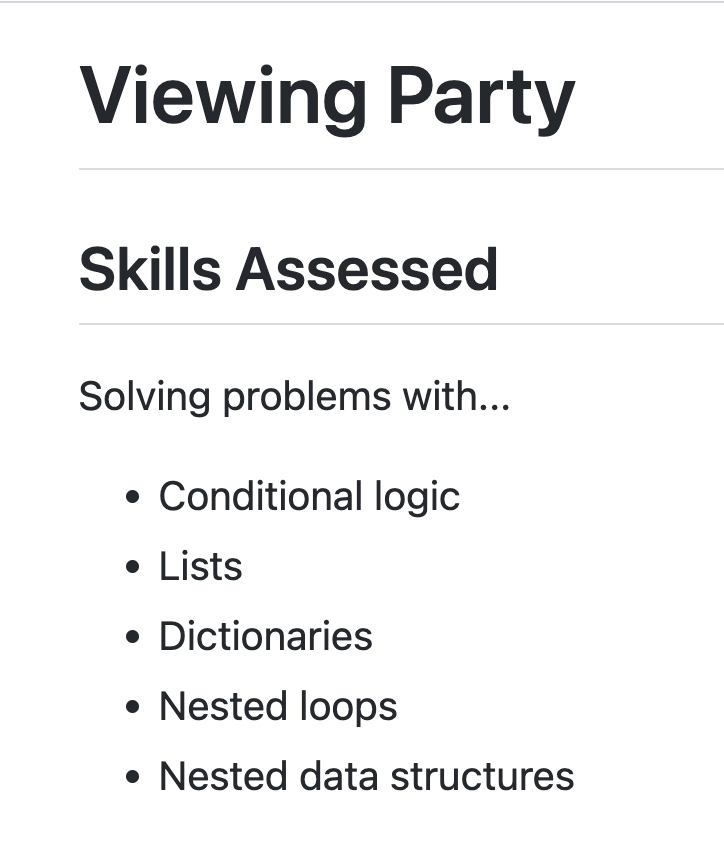 Viewing Party
Skills Assessed
Solving problems with...
• Conditional logic
• Lists
• Dictionaries
• Nested loops
• Nested data structures